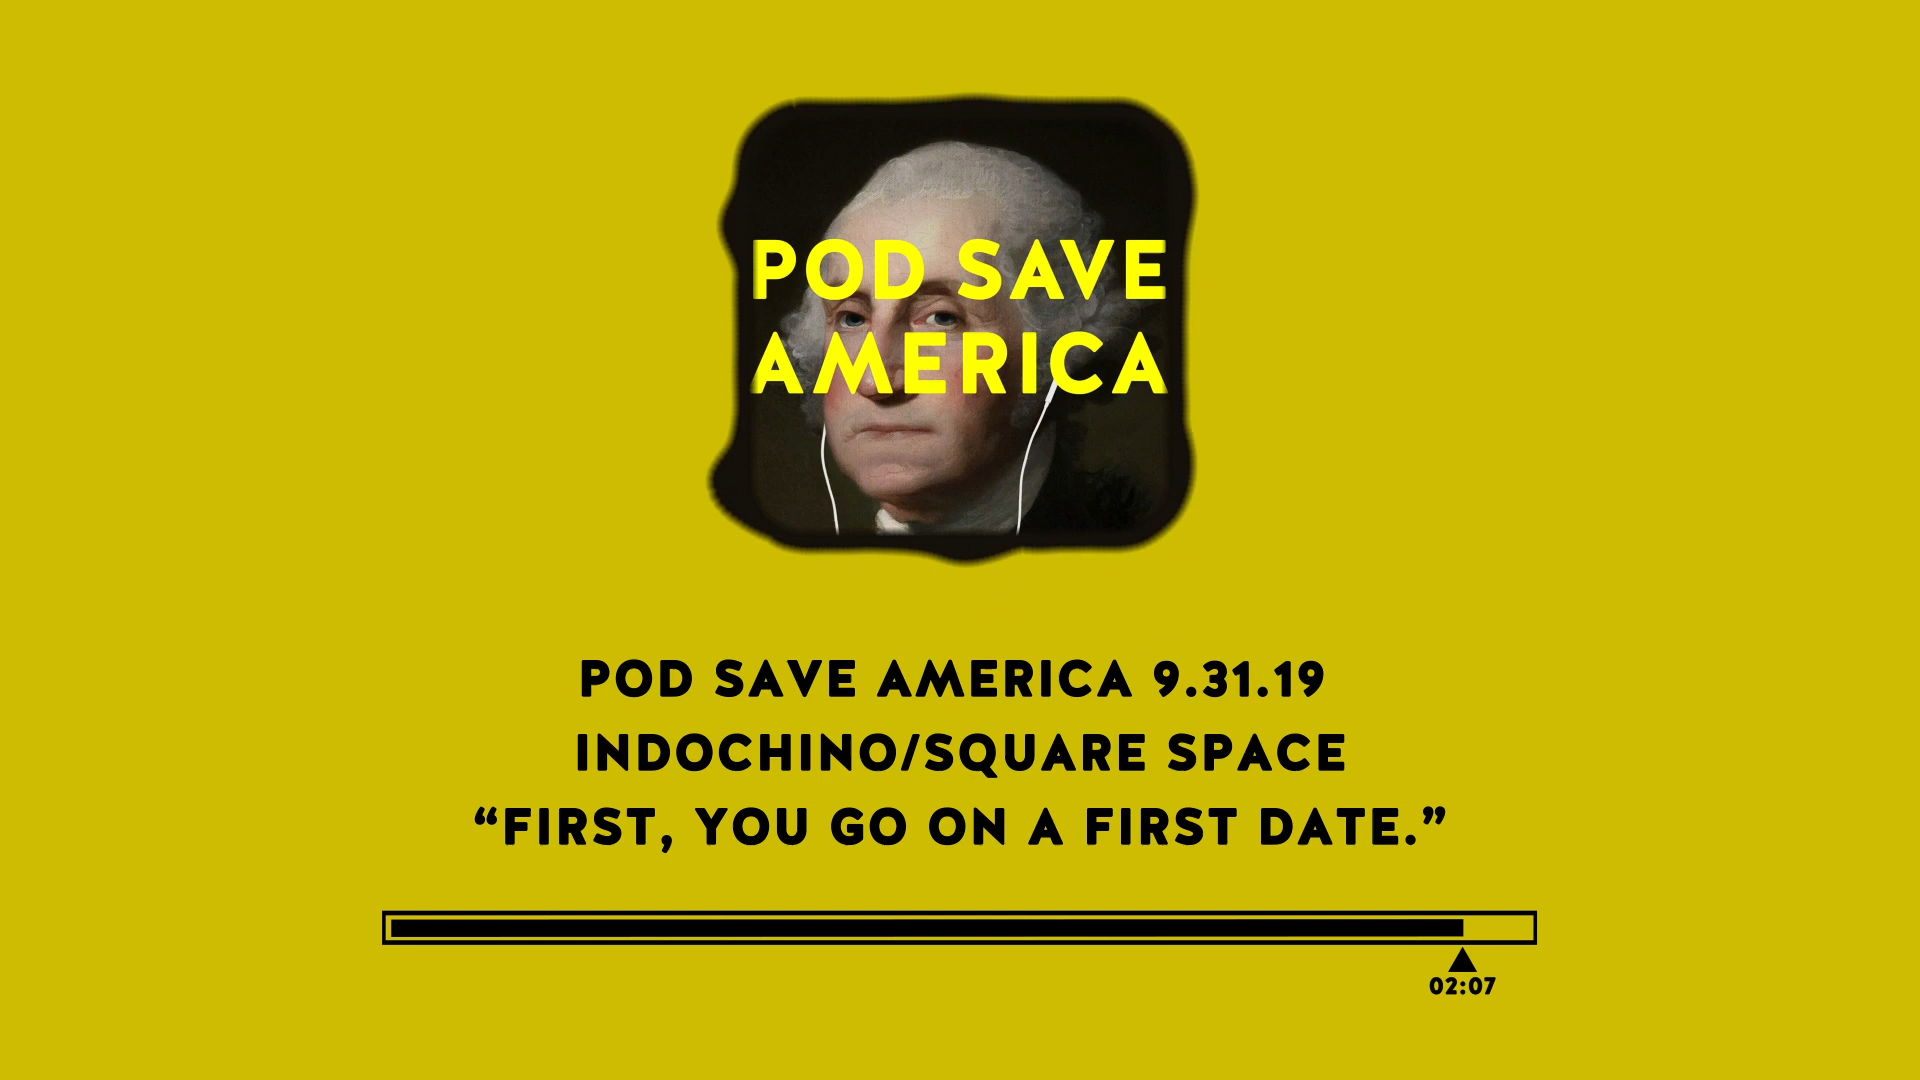 POD SAVE
AMERICA
POD SAVE AMERICA 9.31.19
INDOCHINO/SQUARE SPACE
“FIRST, YOU GO ON A FIRST DATE.”
02:07